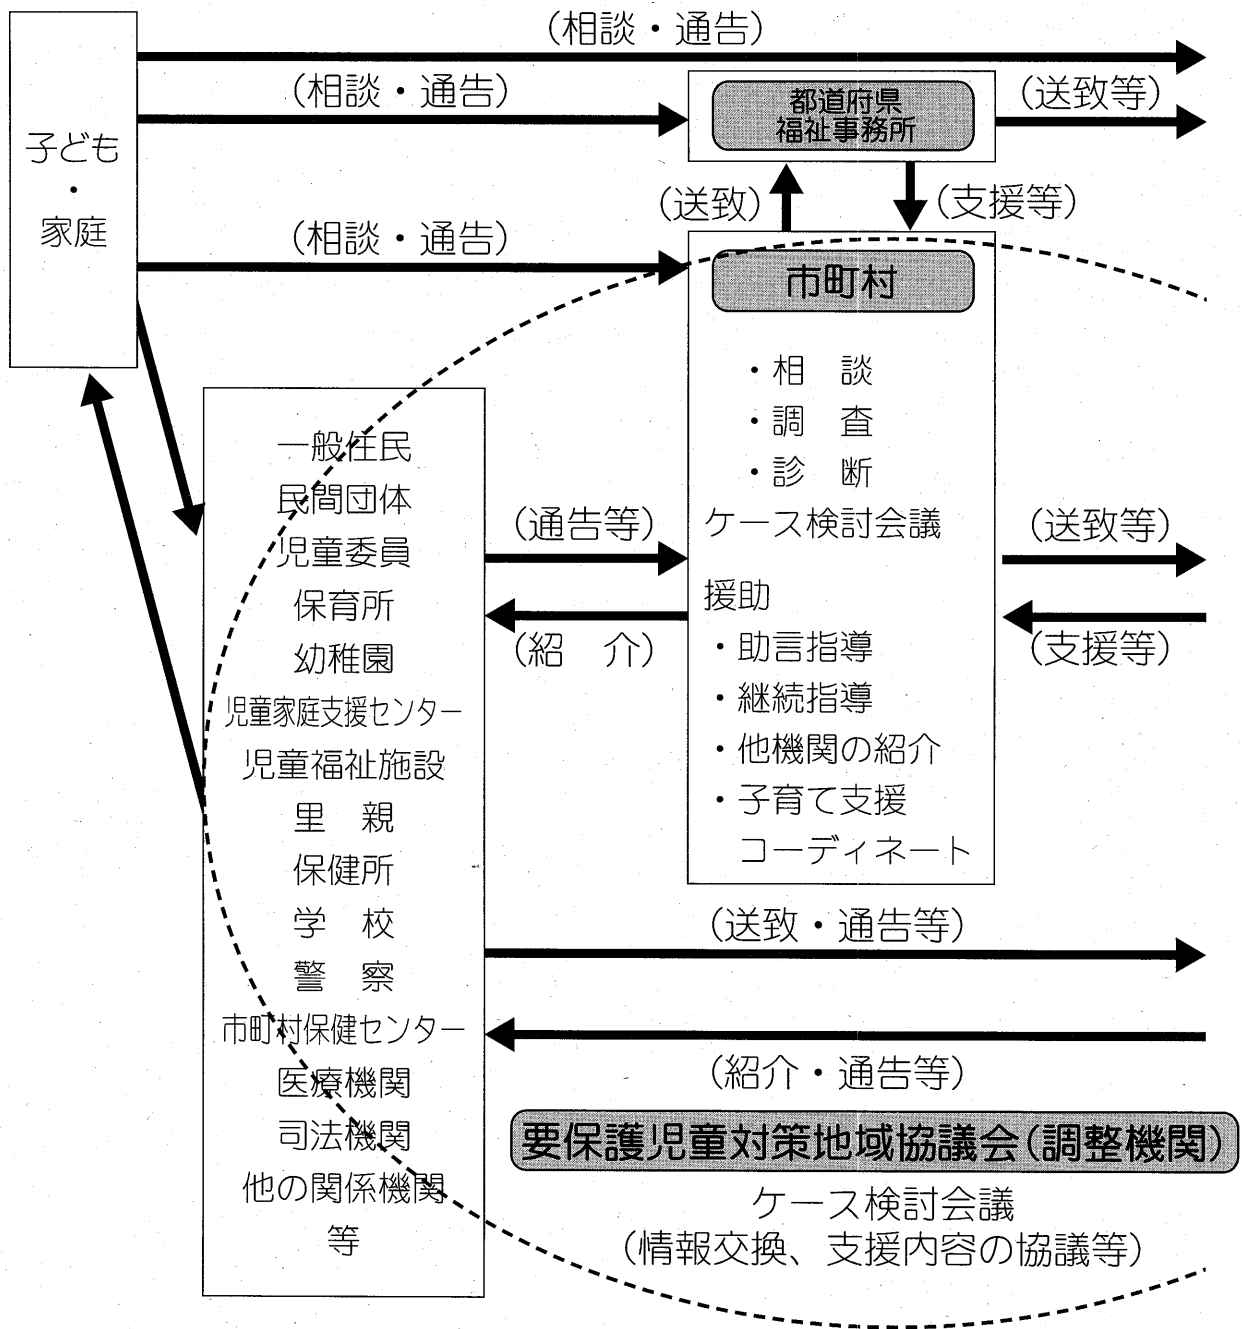 (相談・通告)
(相談・通告)
都道府県
福祉事務所
(送致等)
子ども
・
家庭
(送致)
(支援等)
(相談・通告)
市町村
・相　談
・調　査
・診　断
ケース検討会議
援助
・助言指導
・継続指導
・他機関の紹介
・子育て支援
コーディネート
一般住民
民間団体
児童委員
保育所
幼稚園
児童家庭支援センター
児童福祉施設
里　親
保健所
学　校
警　察
市町村保健センター
医療機関
司法機関
他の関係機関
等
(通告等)
(紹　介)
(送致等)
(支援等)
(送致・通告等)
(紹介・通告等)
要保護児童対策地域協議会(調整機関)
ケース検討会議
(情報交換、支援内容の協議等)